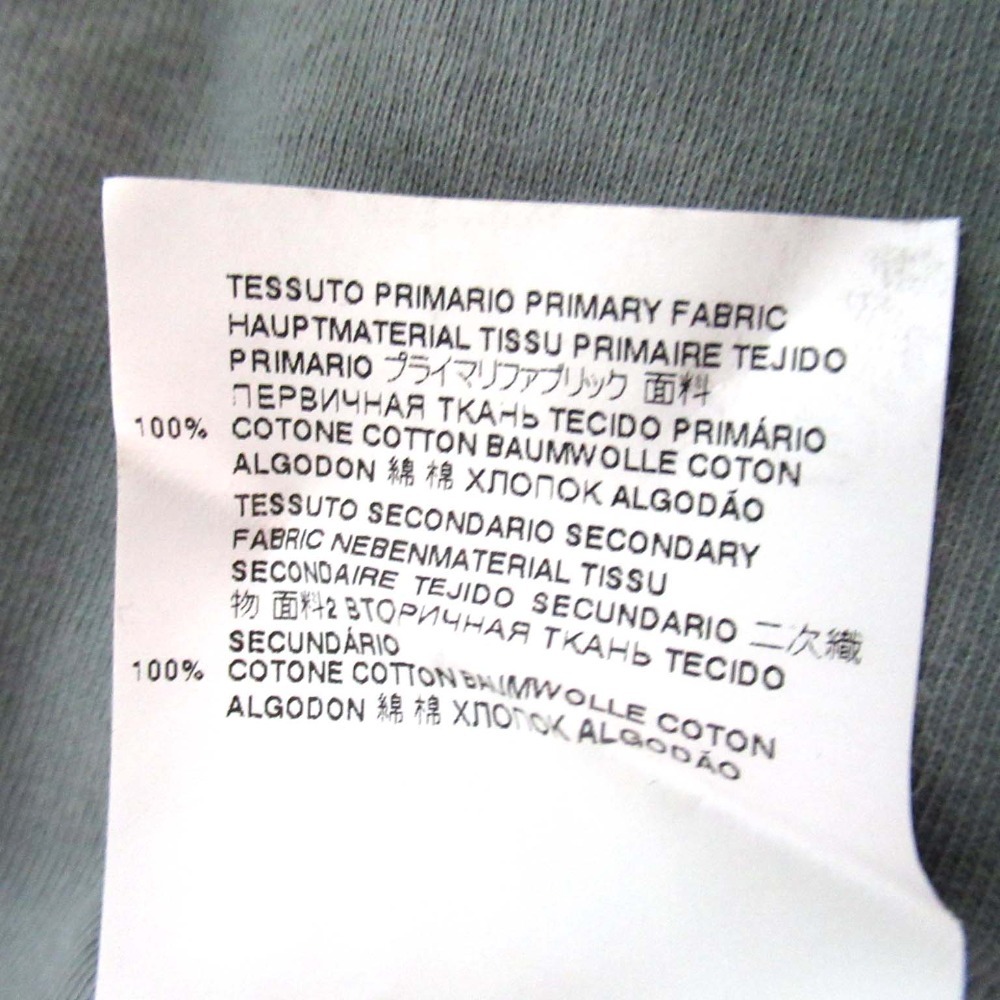 TESSUTO PRIMARIO PRIMARY FABRIC
HAUPTMATERIAL TISSU PRIMAIRE TEJIDO
PRIMARIO プライマリファブリック 面料
ПЕРВИЧНАЯ ТКАНЬ TECIDO PRIMÁRIO
100% COTONE COTTON BAUMWOLLE COTON
ALGODON 綿 棉 ХЛОПОК ALGODÃO
TESSUTO SECONDARIO SECONDARY
FABRIC NEBENMATERIAL TISSU
SECONDAIRE TEJIDO SECUNDARIO 二次織
物 面料2 ВТОРИЧНАЯ ТКАНЬ TECIDO
SECUNDÁRIO
100% COTONE COTTON BAUMWOLLE COTON
ALGODON 綿 棉 ХЛОПОК ALGODÃO